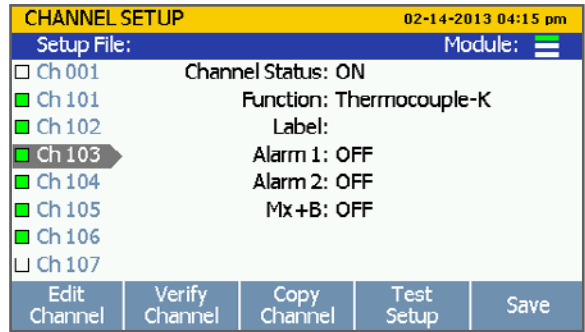 CHANNEL SETUP 02-14-2013 04:15 pm
Setup File: Module:
Ch 001 Channel Status: ON
Ch 101 Function: Thermocouple-K
Ch 102 Label:
Ch 103 Alarm 1: OFF
Ch 104 Alarm 2: OFF
Ch 105 Mx+B: OFF
Ch 106
Ch 107
Edit Channel Verify Channel Copy Channel Test Setup Save